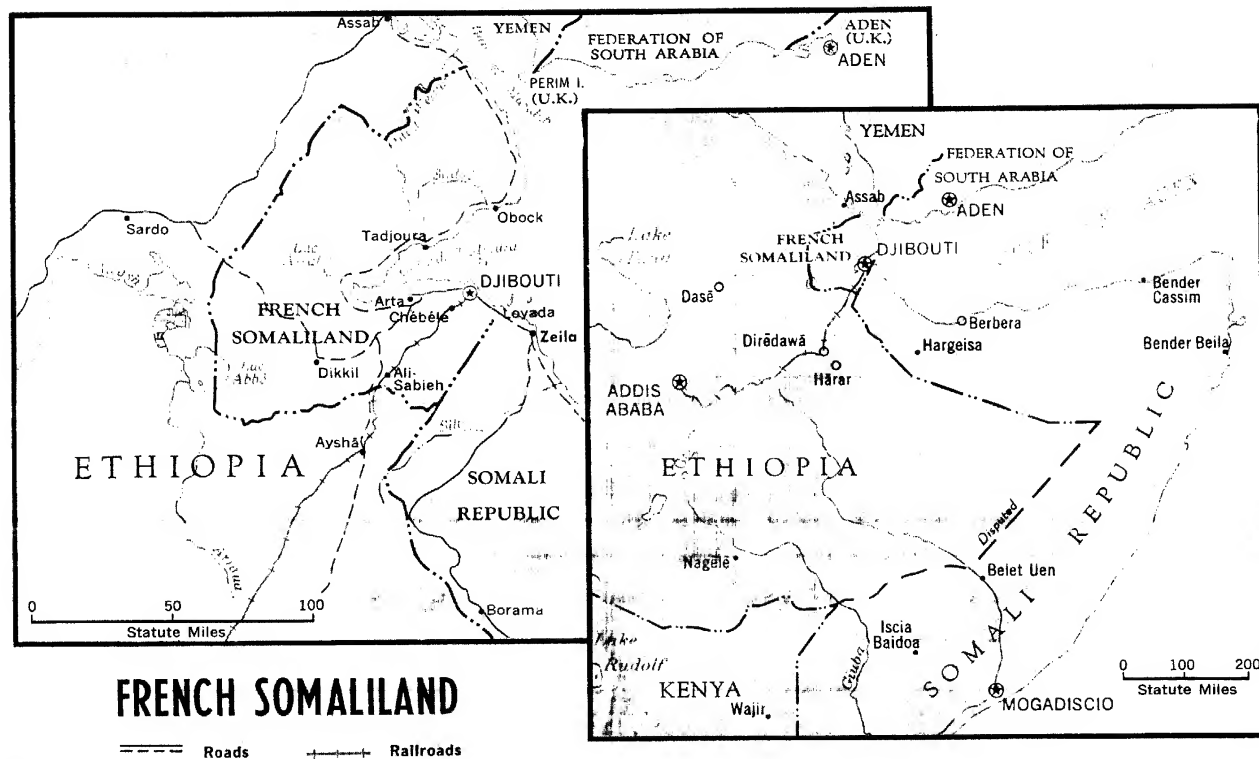 Assab
YEMEN
FEDERATION OF
SOUTH ARABIA
ADEN
(U.K.)
ADEN
PERIM I.
(U.K.)
Sardo
Obock
Tadjoura
DJIBOUTI
Arta
Chébélé
Loyada
Zeila
FRENCH
SOMALILAND
Dikkil
Lac
Abbé
Ali-
Sabieh
Ayshā
ETHIOPIA
SOMALI
REPUBLIC
Borama
0 50 100
Statute Miles
YEMEN
FEDERATION OF
SOUTH ARABIA
Assab
ADEN
Lake
FRENCH
SOMALILAND
DJIBOUTI
Dasē
Bender
Cassim
Berbera
Dirēdawā
Hargeisa
Bender Beila
Hārar
ADDIS
ABABA
ETHIOPIA
Disputed
SOMALI REPUBLIC
Nagēlē
Belet Uen
Iscia
Baidoa
Lake
Rudolf
Giuba
KENYA
Wajir
MOGADISCIO
0 100 200
Statute Miles
FRENCH SOMALILAND
Roads Railroads